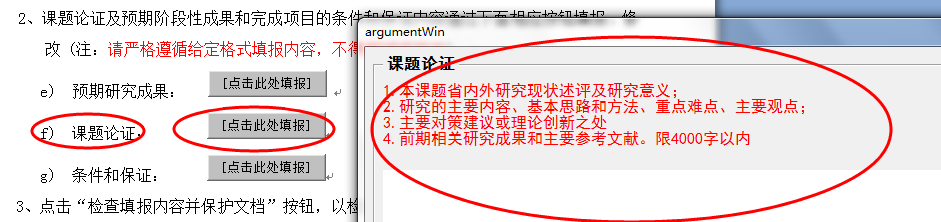 2、课题论证及预期阶段性成果和完成项目的条件和保证内容通过下面相应按钮填报、修
改（注：请严格遵循给定格式填报内容，不得
e) 预期研究成果： [点击此处填报]
f) 课题论证： [点击此处填报]
g) 条件和保证： [点击此处填报]
3、点击“检查填报内容并保护文档”按钮，以检
argumentWin
课题论证
1. 本课题省内外研究现状述评及研究意义；
2. 研究的主要内容、基本思路和方法、重点难点、主要观点；
3. 主要对策建议或理论创新之处
4. 前期相关研究成果和主要参考文献。限4000字以内